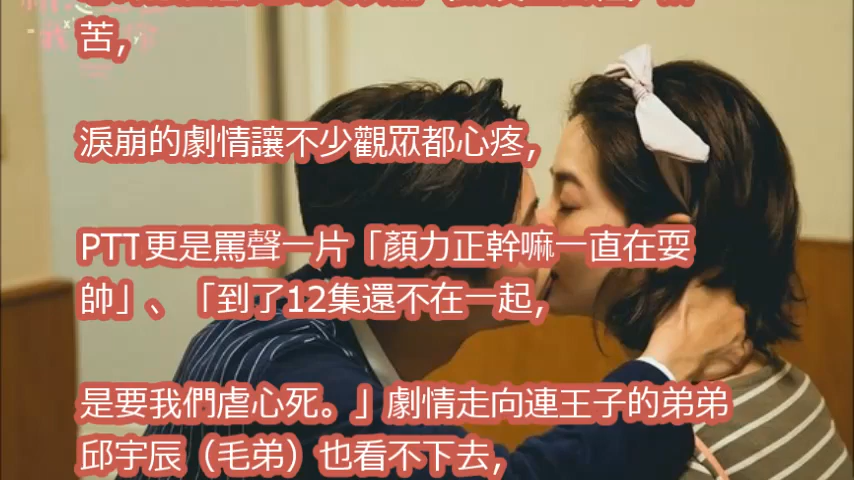 苦,
淚崩的劇情讓不少觀眾都心疼,
PTT更是罵聲一片「顏力正幹嘛一直在耍
帥」、「到了12集還不在一起,
是要我們虐心死。」劇情走向連王子的弟弟
邱宇辰（毛弟）也看不下去,